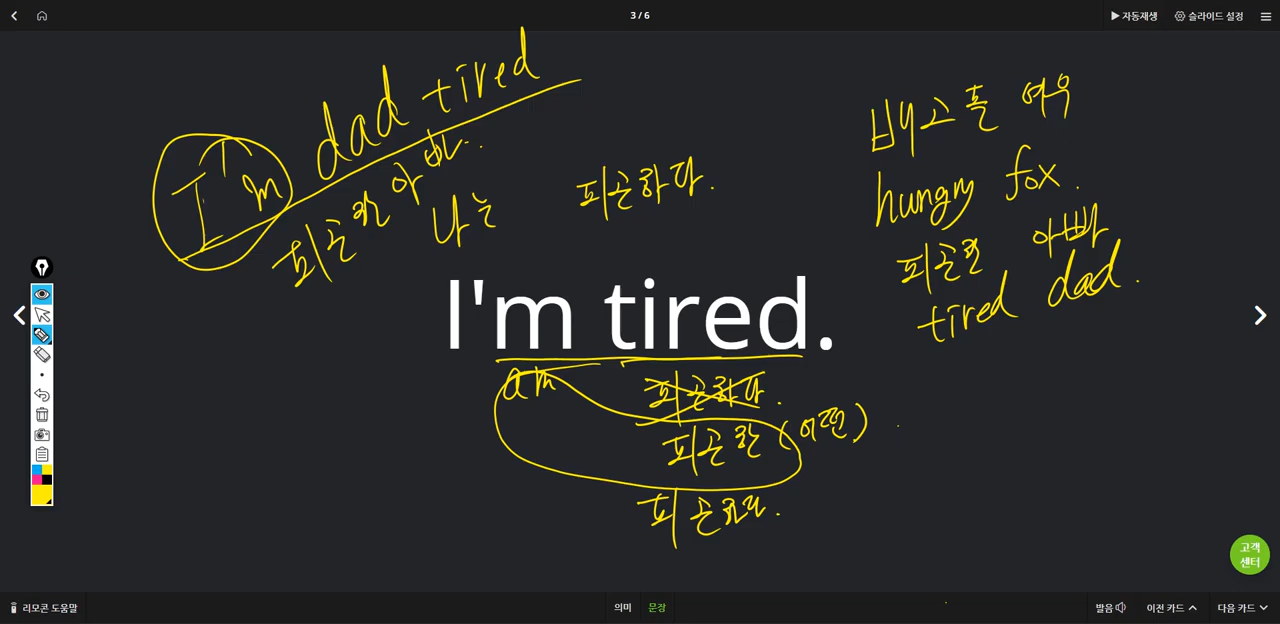 3 / 6
자동재생
슬라이드 설정
I'm dad tired
피곤한 아빠..
나는 피곤하다.
배고픈 여우
hungry fox.
피곤한 아빠
tired dad.
I'm tired.
am
피곤하다.
피곤한 (어떤)
피곤하다.
고객
센터
리모콘 도움말
의미
문장
발음
이전 카드
다음 카드